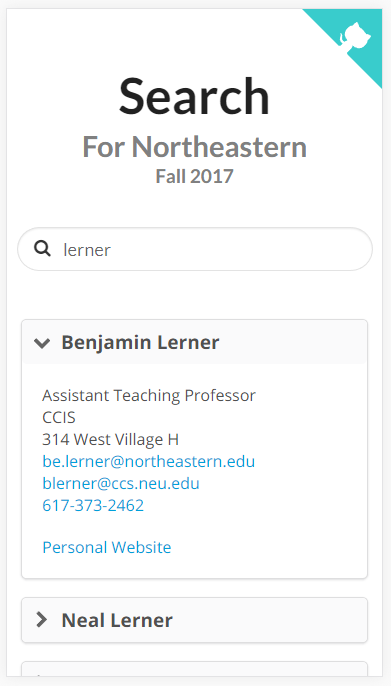 Search
For Northeastern
Fall 2017
lerner
Benjamin Lerner
Assistant Teaching Professor
CCIS
314 West Village H
be.lerner@northeastern.edu
blerner@ccs.neu.edu
617-373-2462
Personal Website
Neal Lerner